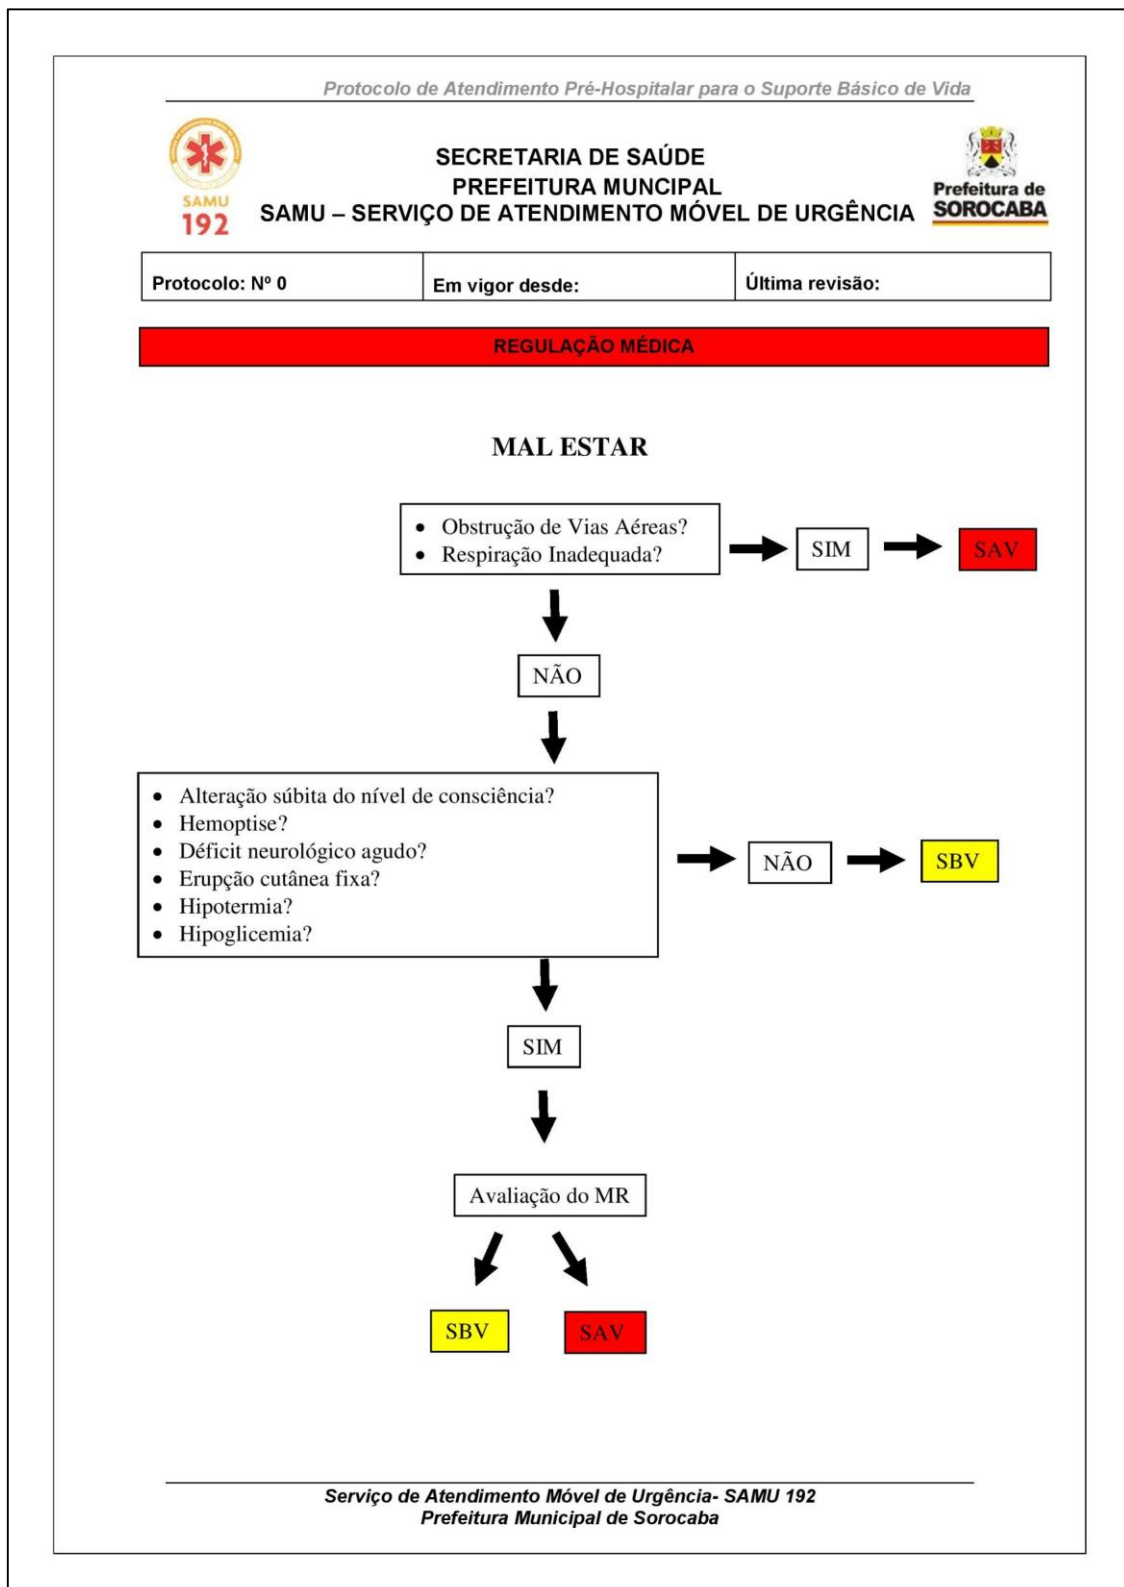 Protocolo de Atendimento Pré-Hospitalar para o Suporte Básico de Vida
SAMU
192
SECRETARIA DE SAÚDE
PREFEITURA MUNCIPAL
SAMU – SERVIÇO DE ATENDIMENTO MÓVEL DE URGÊNCIA
Prefeitura de
SOROCABA
Protocolo: Nº 0
Em vigor desde:
Última revisão:
REGULAÇÃO MÉDICA
MAL ESTAR
• Obstrução de Vias Aéreas?
• Respiração Inadequada?
SIM
SAV
NÃO
• Alteração súbita do nível de consciência?
• Hemoptise?
• Déficit neurológico agudo?
• Erupção cutânea fixa?
• Hipotermia?
• Hipoglicemia?
NÃO
SBV
SIM
Avaliação do MR
SBV
SAV
Serviço de Atendimento Móvel de Urgência- SAMU 192
Prefeitura Municipal de Sorocaba